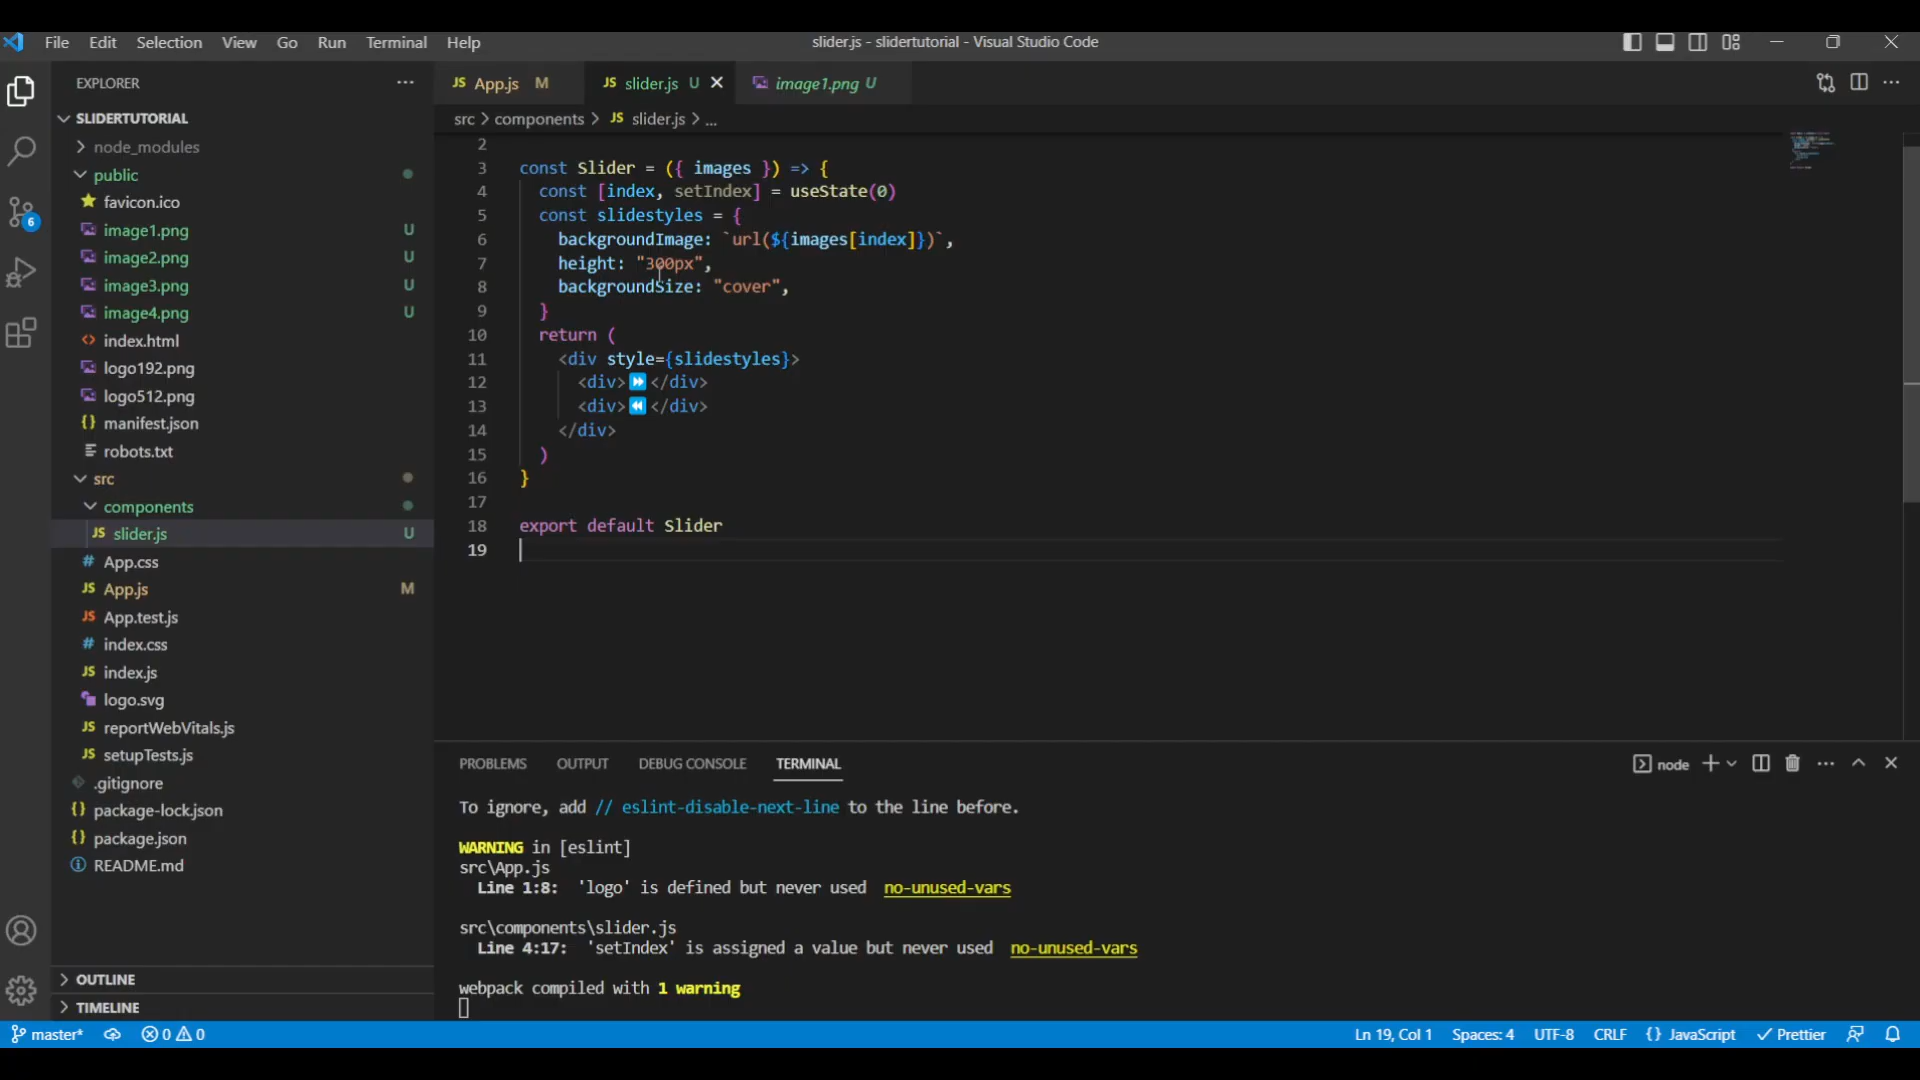 File Edit Selection View Go Run Terminal Help
slider.js - slidertutorial - Visual Studio Code
EXPLORER
SLIDERTUTORIAL
node_modules
public
favicon.ico
image1.png U
image2.png U
image3.png U
image4.png U
index.html
logo192.png
logo512.png
manifest.json
robots.txt
src
components
JS slider.js U
# App.css
JS App.js M
JS App.test.js
# index.css
JS index.js
logo.svg
JS reportWebVitals.js
JS setupTests.js
.gitignore
{} package-lock.json
{} package.json
README.md
OUTLINE
TIMELINE
6
JS App.js M
JS slider.js U
image1.png U
src > components > JS slider.js > ...
2
3 const Slider = ({ images }) => {
4 const [index, setIndex] = useState(0)
5 const slidestyles = {
6 backgroundImage: `url(${images[index]})`,
7 height: "300px",
8 backgroundSize: "cover",
9 }
10 return (
11 <div style={slidestyles}>
12 <div>⏩</div>
13 <div>⏪</div>
14 </div>
15 )
16 }
17
18 export default Slider
19
PROBLEMS OUTPUT DEBUG CONSOLE TERMINAL
node
To ignore, add // eslint-disable-next-line to the line before.
WARNING in [eslint]
src\App.js
Line 1:8: 'logo' is defined but never used no-unused-vars
src\components\slider.js
Line 4:17: 'setIndex' is assigned a value but never used no-unused-vars
webpack compiled with 1 warning
master* 0 0
Ln 19, Col 1 Spaces: 4 UTF-8 CRLF {} JavaScript Prettier